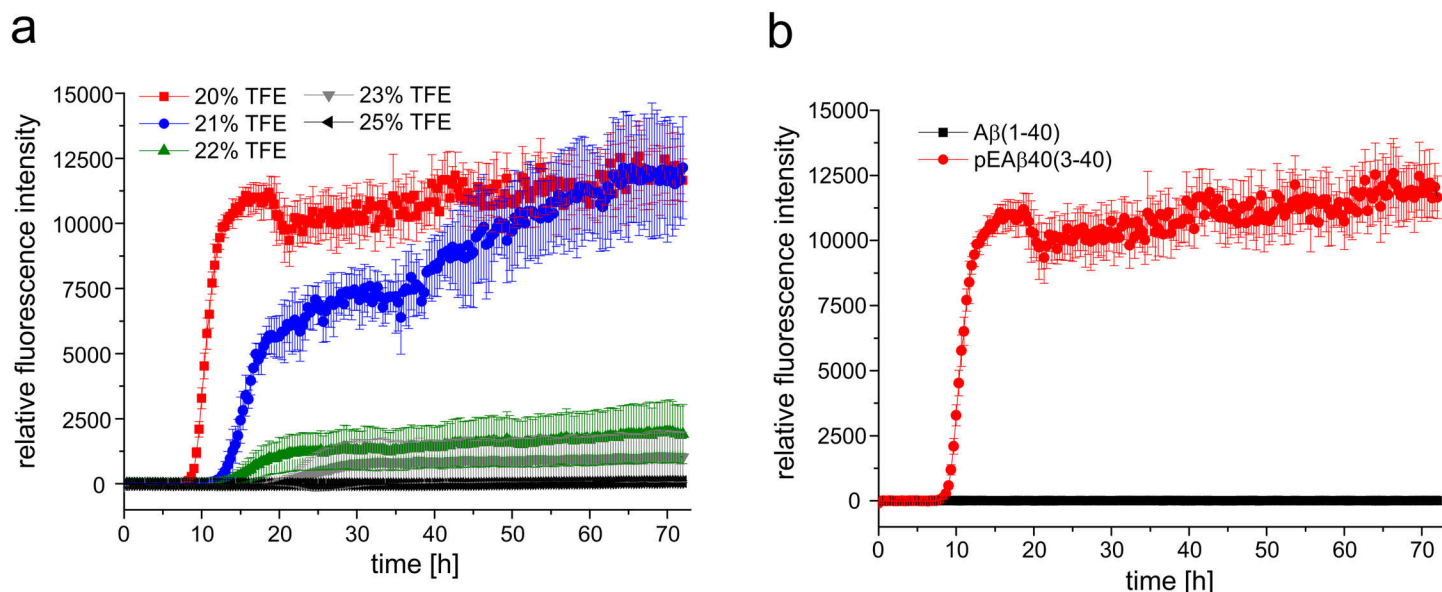 a
relative fluorescence intensity
15000
12500
10000
7500
5000
2500
0
20% TFE
21% TFE
22% TFE
23% TFE
25% TFE
0 10 20 30 40 50 60 70
time [h]
b
relative fluorescence intensity
15000
12500
10000
7500
5000
2500
0
Aβ(1-40)
pEAβ40(3-40)
0 10 20 30 40 50 60 70
time [h]